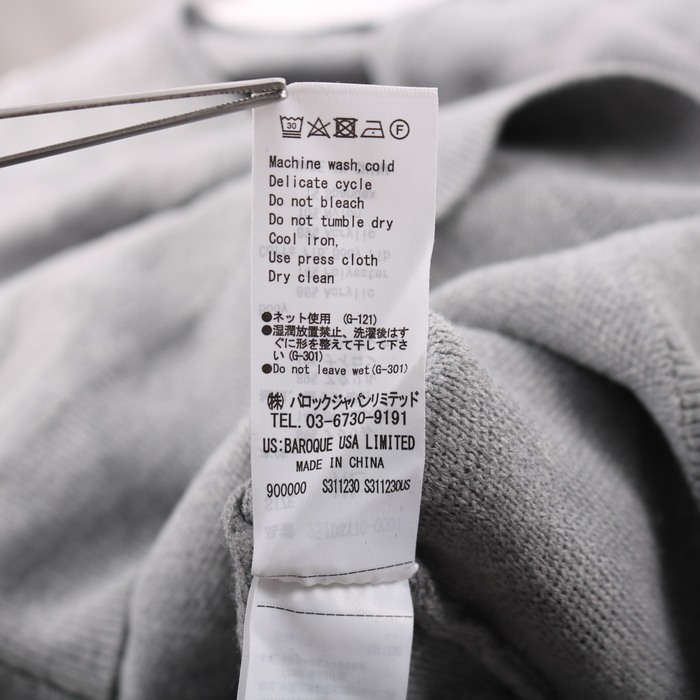 30 F
Machine wash,cold
Delicate cycle
Do not bleach
Do not tumble dry
Cool iron,
Use press cloth
Dry clean
●ネット使用 (G-121)
●湿潤放置禁止、洗濯後はす
ぐに形を整えて干して下さ
い(G-301)
●Do not leave wet(G-301)
㈱ バロックジャパンリミテッド
TEL. 03-6730-9191
US:BAROQUE USA LIMITED
MADE IN CHINA
900000 S311230 S311230US